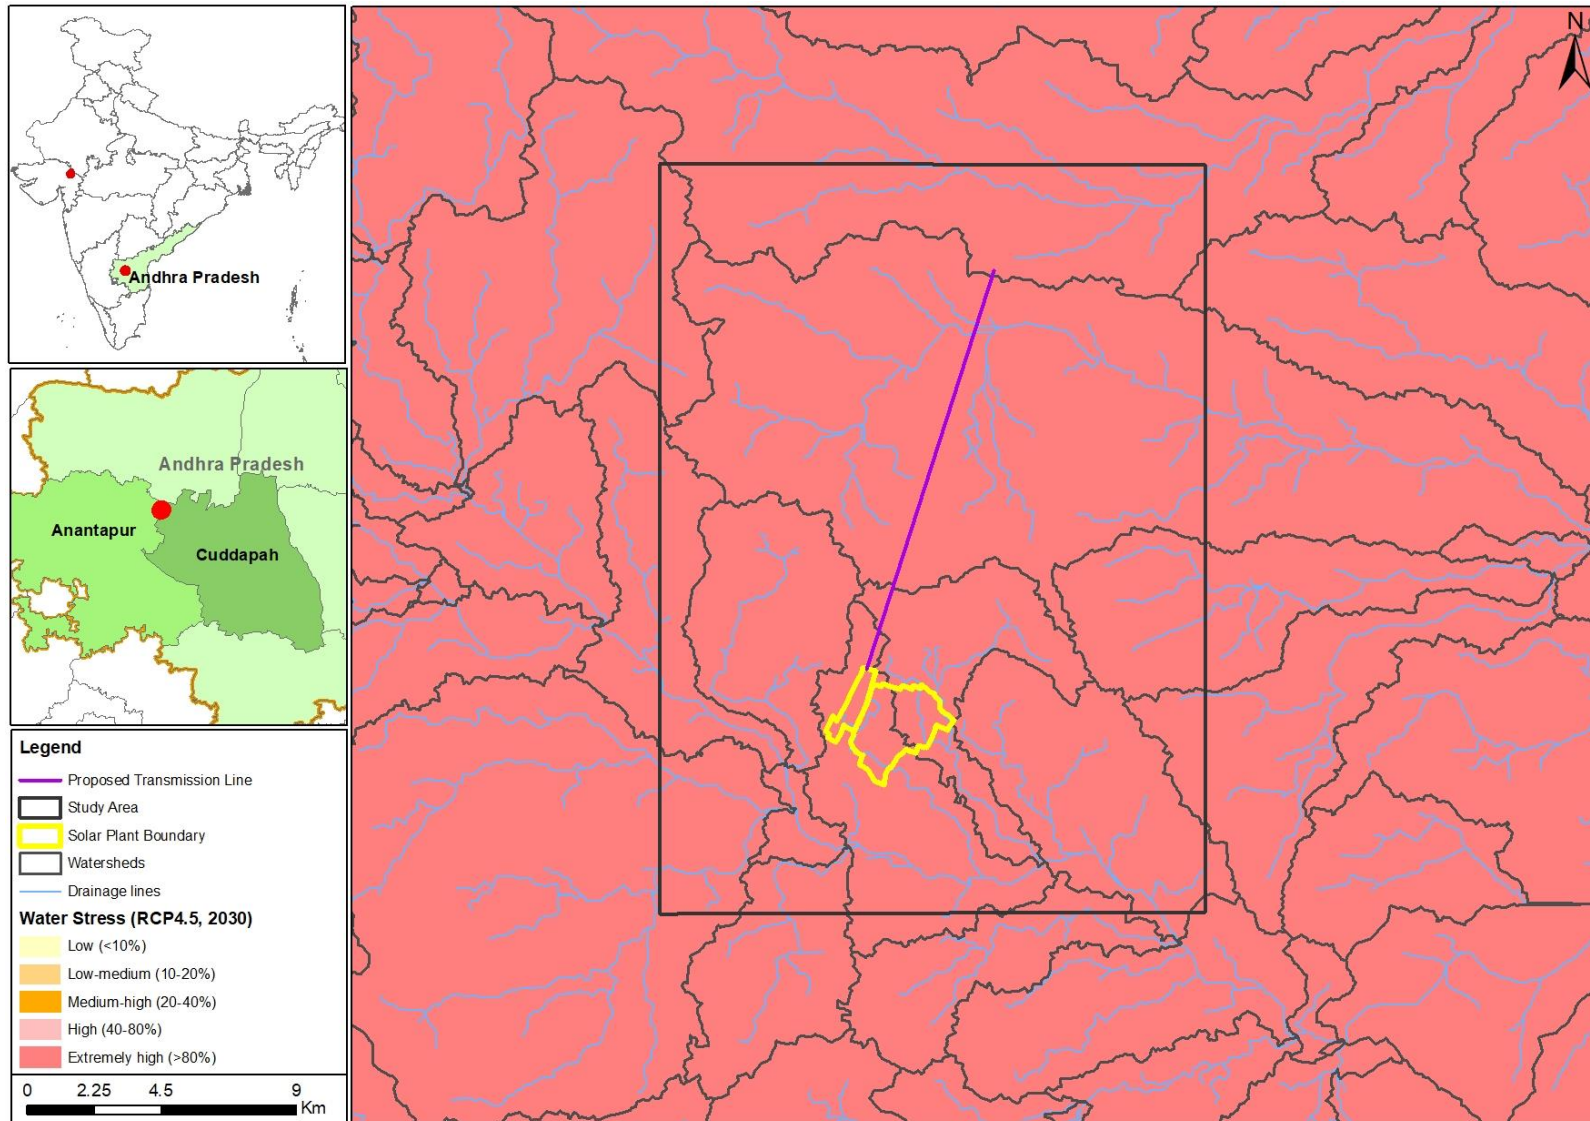 Andhra Pradesh
Andhra Pradesh
Anantapur
Cuddapah
Legend
Proposed Transmission Line
Study Area
Solar Plant Boundary
Watersheds
Drainage lines
Water Stress (RCP4.5, 2030)
Low (<10%)
Low-medium (10-20%)
Medium-high (20-40%)
High (40-80%)
Extremely high (>80%)
0 2.25 4.5 9
Km
N